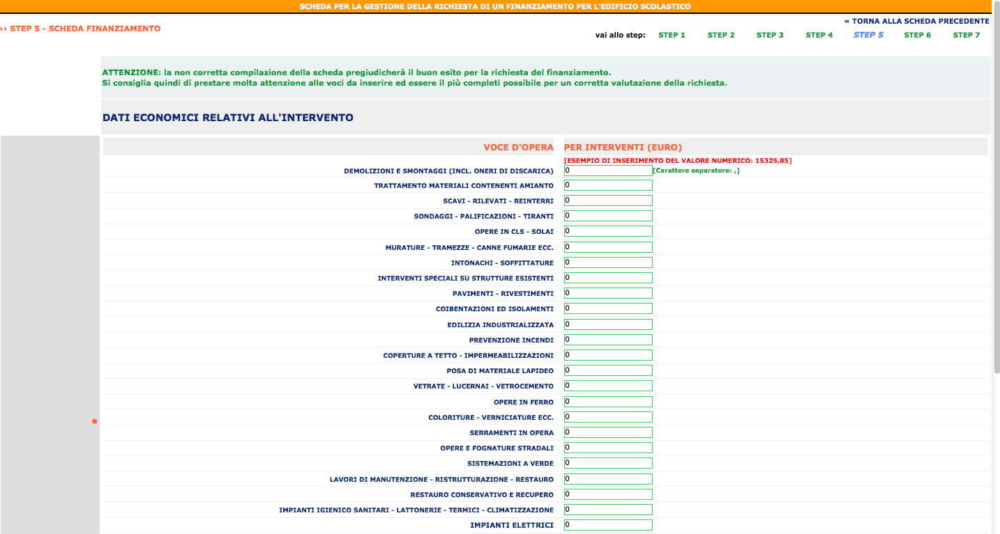 SCHEDA PER LA GESTIONE DELLA RICHIESTA DI UN FINANZIAMENTO PER L'EDIFICIO SCOLASTICO
« TORNA ALLA SCHEDA PRECEDENTE
›› STEP 5 - SCHEDA FINANZIAMENTO
vai allo step: STEP 1 STEP 2 STEP 3 STEP 4 STEP 5 STEP 6 STEP 7
ATTENZIONE: la non corretta compilazione della scheda pregiudicherà il buon esito per la richiesta del finanziamento.
Si consiglia quindi di prestare molta attenzione alle voci da inserire ed essere il più completi possibile per un corretta valutazione della richiesta.
DATI ECONOMICI RELATIVI ALL'INTERVENTO
VOCE D'OPERA PER INTERVENTI (EURO)
[ESEMPIO DI INSERIMENTO DEL VALORE NUMERICO: 15325,85]
DEMOLIZIONI E SMONTAGGI (INCL. ONERI DI DISCARICA) 0 [Carattere separatore: ,]
TRATTAMENTO MATERIALI CONTENENTI AMIANTO 0
SCAVI - RILEVATI - REINTERRI 0
SONDAGGI - PALIFICAZIONI - TIRANTI 0
OPERE IN CLS - SOLAI 0
MURATURE - TRAMEZZE - CANNE FUMARIE ECC. 0
INTONACHI - SOFFITTATURE 0
INTERVENTI SPECIALI SU STRUTTURE ESISTENTI 0
PAVIMENTI - RIVESTIMENTI 0
COIBENTAZIONI ED ISOLAMENTI 0
EDILIZIA INDUSTRIALIZZATA 0
PREVENZIONE INCENDI 0
COPERTURE A TETTO - IMPERMEABILIZZAZIONI 0
POSA DI MATERIALE LAPIDEO 0
VETRATE - LUCERNAI - VETROCEMENTO 0
OPERE IN FERRO 0
COLORITURE - VERNICIATURE ECC. 0
SERRAMENTI IN OPERA 0
OPERE E FOGNATURE STRADALI 0
SISTEMAZIONI A VERDE 0
LAVORI DI MANUTENZIONE - RISTRUTTURAZIONE - RESTAURO 0
RESTAURO CONSERVATIVO E RECUPERO 0
IMPIANTI IGIENICO SANITARI - LATTONERIE - TERMICI - CLIMATIZZAZIONE 0
IMPIANTI ELETTRICI 0